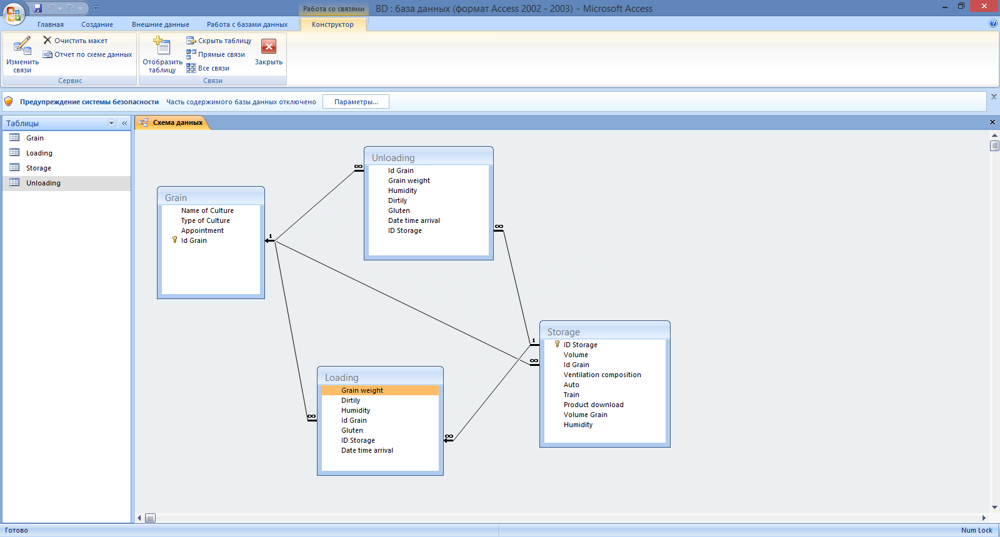 Работа со связями
BD : база данных (формат Access 2002 - 2003) - Microsoft Access
Главная
Создание
Внешние данные
Работа с базами данных
Конструктор
Изменить связи
Очистить макет
Отчет по схеме данных
Сервис
Отобразить таблицу
Скрыть таблицу
Прямые связи
Все связи
Закрыть
Связи
Предупреждение системы безопасности
Часть содержимого базы данных отключено
Параметры...
Таблицы
«
Grain
Loading
Storage
Unloading
Схема данных
Unloading
Id Grain
Grain weight
Humidity
Dirtily
Gluten
Date time arrival
ID Storage
∞
∞
Grain
Name of Culture
Type of Culture
Appointment
Id Grain
1
Storage
ID Storage
Volume
Id Grain
Ventilation composition
Auto
Train
Product download
Volume Grain
Humidity
1
∞
Loading
Grain weight
Dirtily
Humidity
Id Grain
Gluten
ID Storage
Date time arrival
∞
∞
Готово
Num Lock